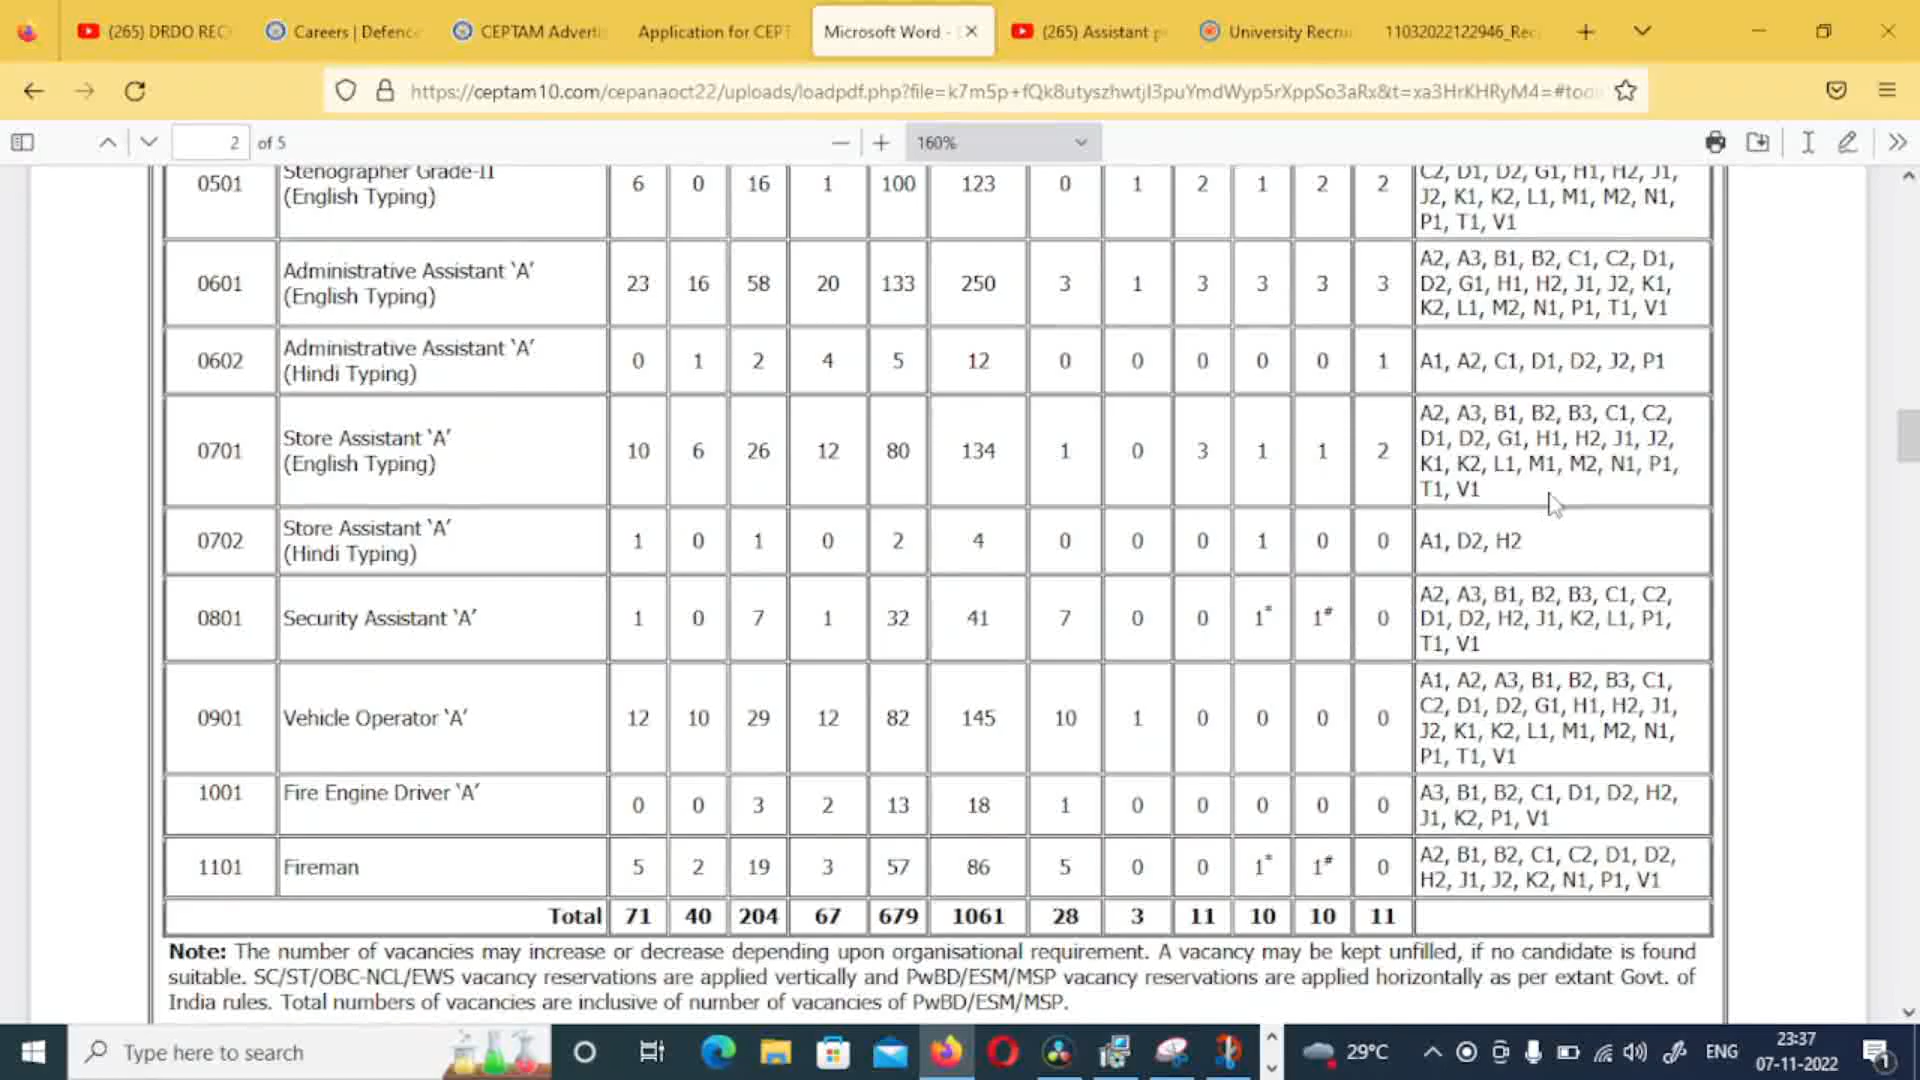 (265) DRDO REC
Careers | Defenc
CEPTAM Adverti
Application for CEPT
Microsoft Word -
(265) Assistant p
University Recru
11032022122946_Rec
https://ceptam10.com/cepanaoct22/uploads/loadpdf.php?file=k7m5p+fQk8utyszhwtjI3puYmdWyp5rXppSo3aRx&t=xa3HrKHRyM4=#too
2 of 5
160%
0501 Stenographer Grade-II (English Typing) 6 0 16 1 100 123 0 1 2 1 2 2 C2, D1, D2, G1, H1, H2, J1,
J2, K1, K2, L1, M1, M2, N1,
P1, T1, V1
0601 Administrative Assistant ‘A’ (English Typing) 23 16 58 20 133 250 3 1 3 3 3 3 A2, A3, B1, B2, C1, C2, D1,
D2, G1, H1, H2, J1, J2, K1,
K2, L1, M2, N1, P1, T1, V1
0602 Administrative Assistant ‘A’ (Hindi Typing) 0 1 2 4 5 12 0 0 0 0 0 1 A1, A2, C1, D1, D2, J2, P1
0701 Store Assistant ‘A’ (English Typing) 10 6 26 12 80 134 1 0 3 1 1 2 A2, A3, B1, B2, B3, C1, C2,
D1, D2, G1, H1, H2, J1, J2,
K1, K2, L1, M1, M2, N1, P1,
T1, V1
0702 Store Assistant ‘A’ (Hindi Typing) 1 0 1 0 2 4 0 0 0 1 0 0 A1, D2, H2
0801 Security Assistant ‘A’ 1 0 7 1 32 41 7 0 0 1* 1# 0 A2, A3, B1, B2, B3, C1, C2,
D1, D2, H2, J1, K2, L1, P1,
T1, V1
0901 Vehicle Operator ‘A’ 12 10 29 12 82 145 10 1 0 0 0 0 A1, A2, A3, B1, B2, B3, C1,
C2, D1, D2, G1, H1, H2, J1,
J2, K1, K2, L1, M1, M2, N1,
P1, T1, V1
1001 Fire Engine Driver ‘A’ 0 0 3 2 13 18 1 0 0 0 0 0 A3, B1, B2, C1, D1, D2, H2,
J1, K2, P1, V1
1101 Fireman 5 2 19 3 57 86 5 0 0 1* 1# 0 A2, B1, B2, C1, C2, D1, D2,
H2, J1, J2, K2, N1, P1, V1
Total 71 40 204 67 679 1061 28 3 11 10 10 11
Note: The number of vacancies may increase or decrease depending upon organisational requirement. A vacancy may be kept unfilled, if no candidate is found
suitable. SC/ST/OBC-NCL/EWS vacancy reservations are applied vertically and PwBD/ESM/MSP vacancy reservations are applied horizontally as per extant Govt. of
India rules. Total numbers of vacancies are inclusive of number of vacancies of PwBD/ESM/MSP.
Type here to search
29°C
ENG
23:37
07-11-2022
1